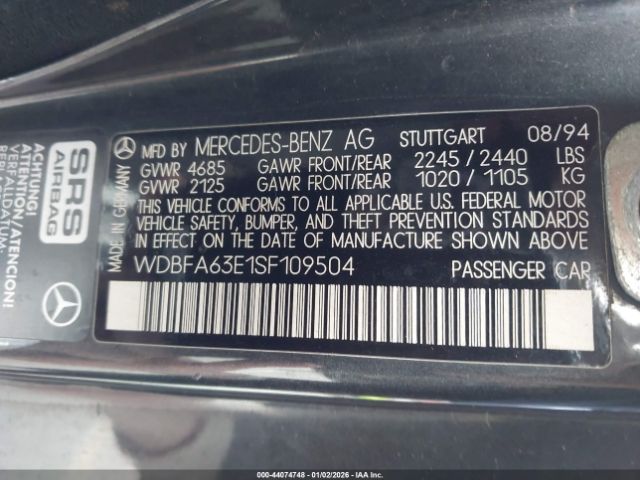 MFD BY MERCEDES-BENZ AG STUTTGART 08/94
GVWR 4685 GAWR FRONT/REAR 2245/2440 LBS
GVWR 2125 GAWR FRONT/REAR 1020/1105 KG
THIS VEHICLE CONFORMS TO ALL APPLICABLE U.S. FEDERAL MOTOR
VEHICLE SAFETY, BUMPER, AND THEFT PREVENTION STANDARDS
IN EFFECT ON THE DATE OF MANUFACTURE SHOWN ABOVE
WDBFA63E1SF109504 PASSENGER CAR
MADE IN GERMANY
SRS
AIRBAG
ACHTUNG!
ATTENTION/ATENCION!
VERFALLDATUM:
000-44074748 - 01/02/2026 - IAA Inc.